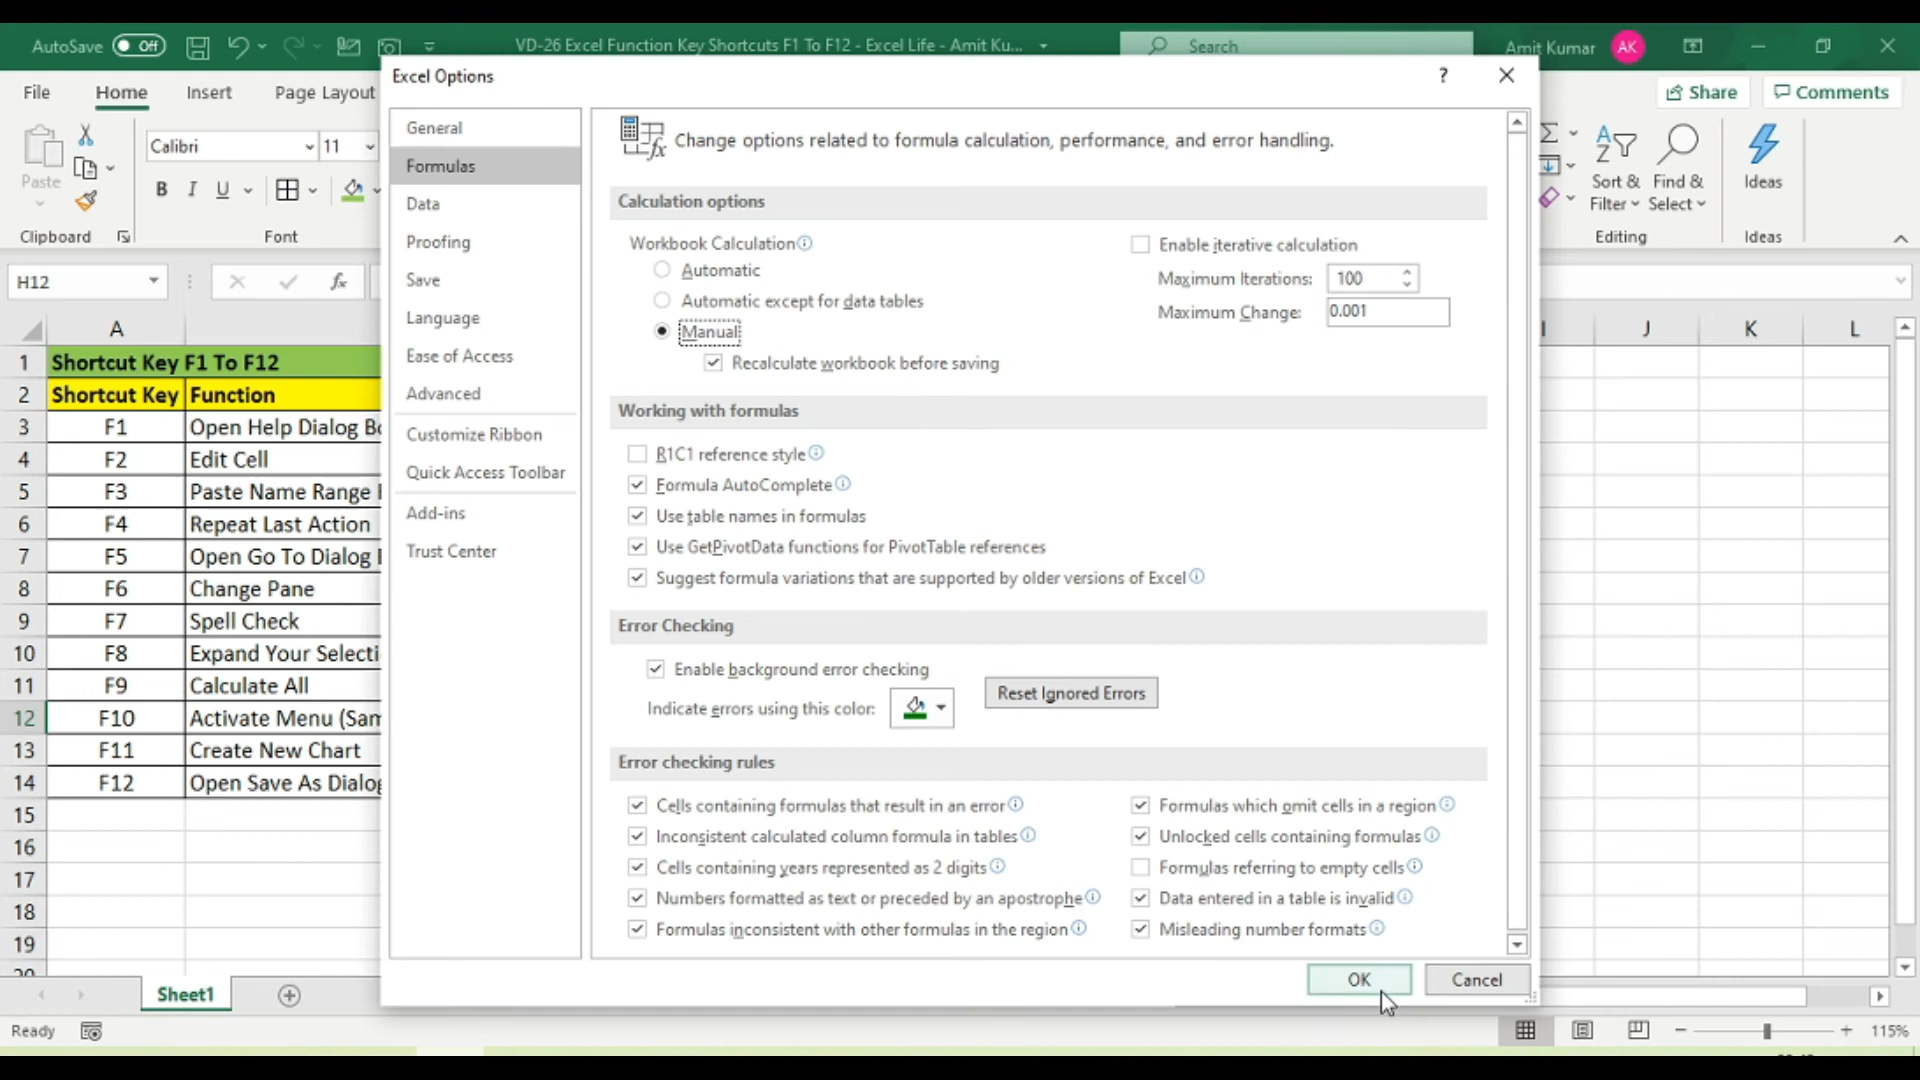 AutoSave Off VD-26 Excel Function Key Shortcuts F1 To F12 - Excel Life - Amit Ku... Search Amit Kumar AK
Excel Options ?
File Home Insert Page Layout Share Comments
Calibri 11
Paste
B I U
Clipboard Font
Sort & Filter Find & Select Ideas
Editing Ideas
H12 fx
General
Formulas
Data
Proofing
Save
Language
Ease of Access
Advanced
Customize Ribbon
Quick Access Toolbar
Add-ins
Trust Center
Change options related to formula calculation, performance, and error handling.
Calculation options
Workbook Calculation
Automatic
Automatic except for data tables
Manual
Recalculate workbook before saving
Enable iterative calculation
Maximum Iterations: 100
Maximum Change: 0.001
Working with formulas
R1C1 reference style
Formula AutoComplete
Use table names in formulas
Use GetPivotData functions for PivotTable references
Suggest formula variations that are supported by older versions of Excel
Error Checking
Enable background error checking
Indicate errors using this color:
Reset Ignored Errors
Error checking rules
Cells containing formulas that result in an error
Inconsistent calculated column formula in tables
Cells containing years represented as 2 digits
Numbers formatted as text or preceded by an apostrophe
Formulas inconsistent with other formulas in the region
Formulas which omit cells in a region
Unlocked cells containing formulas
Formulas referring to empty cells
Data entered in a table is invalid
Misleading number formats
OK Cancel
A J K L
1 Shortcut Key F1 To F12
2 Shortcut Key Function
3 F1 Open Help Dialog
4 F2 Edit Cell
5 F3 Paste Name Range
6 F4 Repeat Last Action
7 F5 Open Go To Dialog
8 F6 Change Pane
9 F7 Spell Check
10 F8 Expand Your
11 F9 Calculate All
12 F10 Activate Menu
13 F11 Create New Chart
14 F12 Open Save As
15
16
17
18
19
Sheet1
Ready 115%